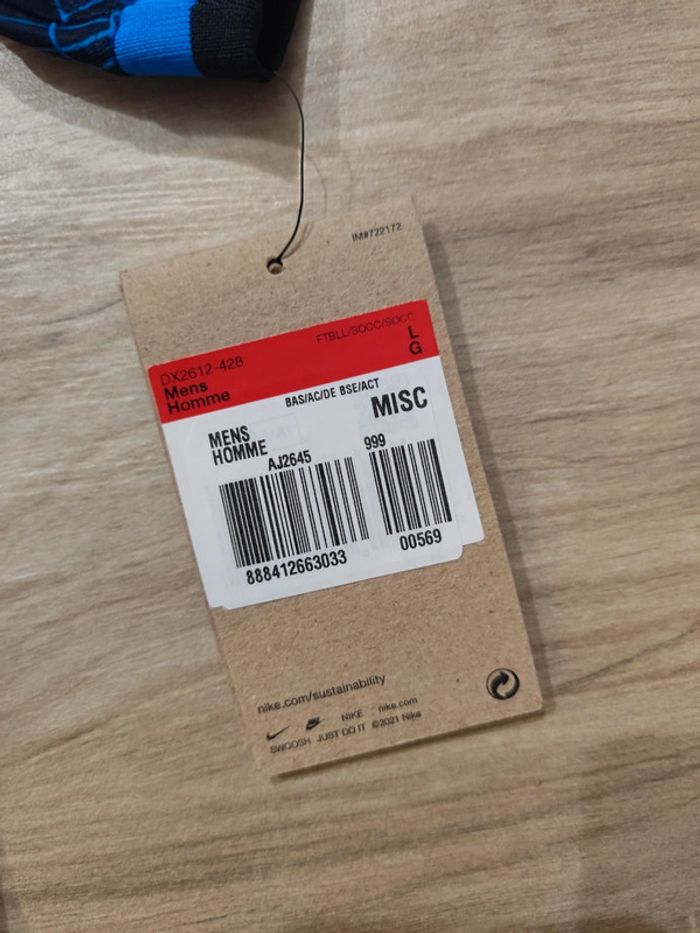 IM#722172
FTBLL/SOCC/SOCC
DX2612-428
L
Mens
G
Homme
BAS/AC/DE BSE/ACT
MISC
MENS
HOMME
AJ2645
999
888412663033
00569
nike.com/sustainability
NIKE nike.com
SWOOSH JUST DO IT ©2021 Nike